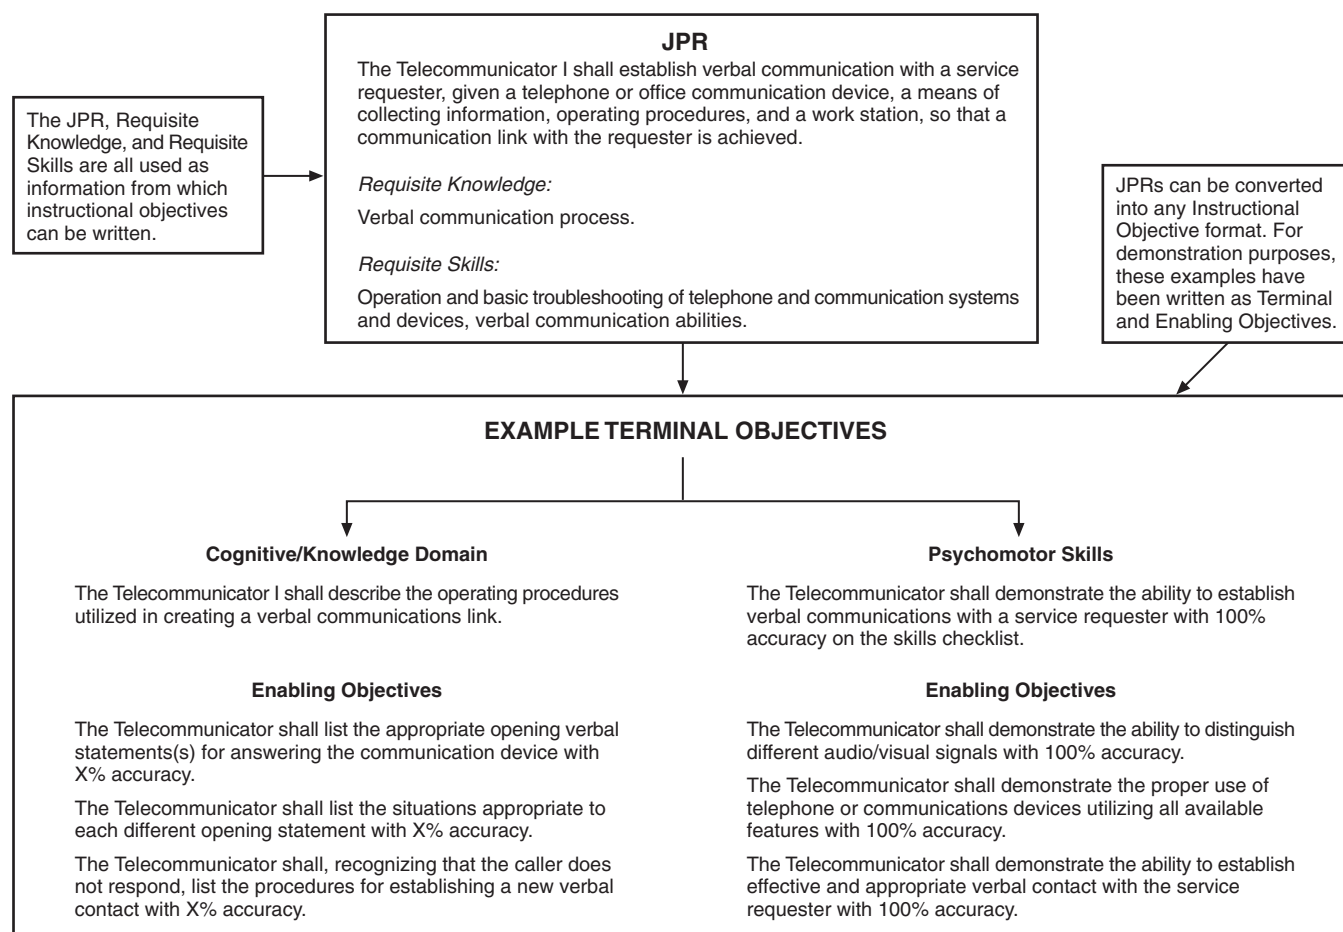 JPR
The Telecommunicator I shall establish verbal communication with a service
requester, given a telephone or office communication device, a means of
collecting information, operating procedures, and a work station, so that a
communication link with the requester is achieved.
Requisite Knowledge:
Verbal communication process.
Requisite Skills:
Operation and basic troubleshooting of telephone and communication systems
and devices, verbal communication abilities.
The JPR, Requisite
Knowledge, and Requisite
Skills are all used as
information from which
instructional objectives
can be written.
JPRs can be converted
into any Instructional
Objective format. For
demonstration purposes,
these examples have
been written as Terminal
and Enabling Objectives.
EXAMPLE TERMINAL OBJECTIVES
Cognitive/Knowledge Domain
The Telecommunicator I shall describe the operating procedures
utilized in creating a verbal communications link.
Enabling Objectives
The Telecommunicator shall list the appropriate opening verbal
statements(s) for answering the communication device with
X% accuracy.
The Telecommunicator shall list the situations appropriate to
each different opening statement with X% accuracy.
The Telecommunicator shall, recognizing that the caller does
not respond, list the procedures for establishing a new verbal
contact with X% accuracy.
Psychomotor Skills
The Telecommunicator shall demonstrate the ability to establish
verbal communications with a service requester with 100%
accuracy on the skills checklist.
Enabling Objectives
The Telecommunicator shall demonstrate the ability to distinguish
different audio/visual signals with 100% accuracy.
The Telecommunicator shall demonstrate the proper use of
telephone or communications devices utilizing all available
features with 100% accuracy.
The Telecommunicator shall demonstrate the ability to establish
effective and appropriate verbal contact with the service
requester with 100% accuracy.